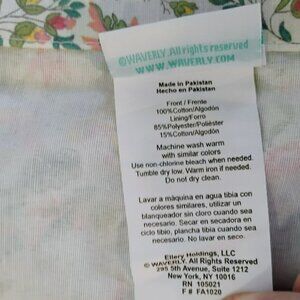 ©WAVERLY. All rights reserved
WWW.WAVERLY.COM
Made in Pakistan
Hecho en Pakistan
Front / Frente
100%Cotton/Algodón
Lining/Forro
85%Polyester/Poliéster
15%Cotton/Algodón
Machine wash warm
with similar colors
Use non-chlorine bleach when needed.
Tumble dry low. Warm iron if needed.
Do not dry clean.
Lavar a máquina en agua tibia con
colores similares, utilizar un
blanqueador sin cloro cuando sea
necesario. Secar en secadora en
ciclo tibio, plancha tibia cuando sea
necesario. No lavar en seco.
Ellery Holdings, LLC
© WAVERLY. All rights reserved
295 5th Avenue, Suite 1212
New York, NY 10016
RN 105021
F # FA1020